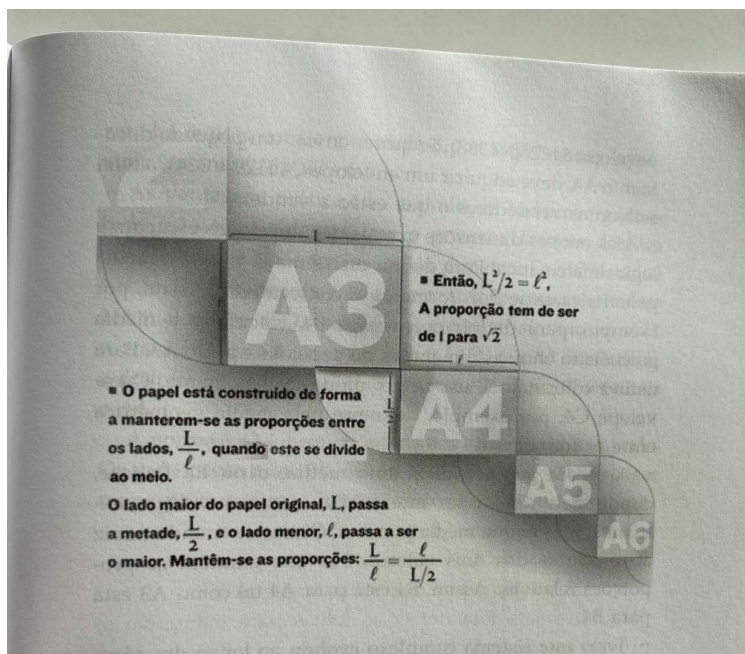 L
A3
ℓ
▪ Então, L²/2 = ℓ²,
A proporção tem de ser
de 1 para √2
ℓ
▪ O papel está construído de forma
a manterem-se as proporções entre
os lados, L/ℓ, quando este se divide
ao meio.
L/2
A4
O lado maior do papel original, L, passa
a metade, L/2, e o lado menor, ℓ, passa a ser
o maior. Mantêm-se as proporções: L/ℓ = ℓ/L/2
A5
A6